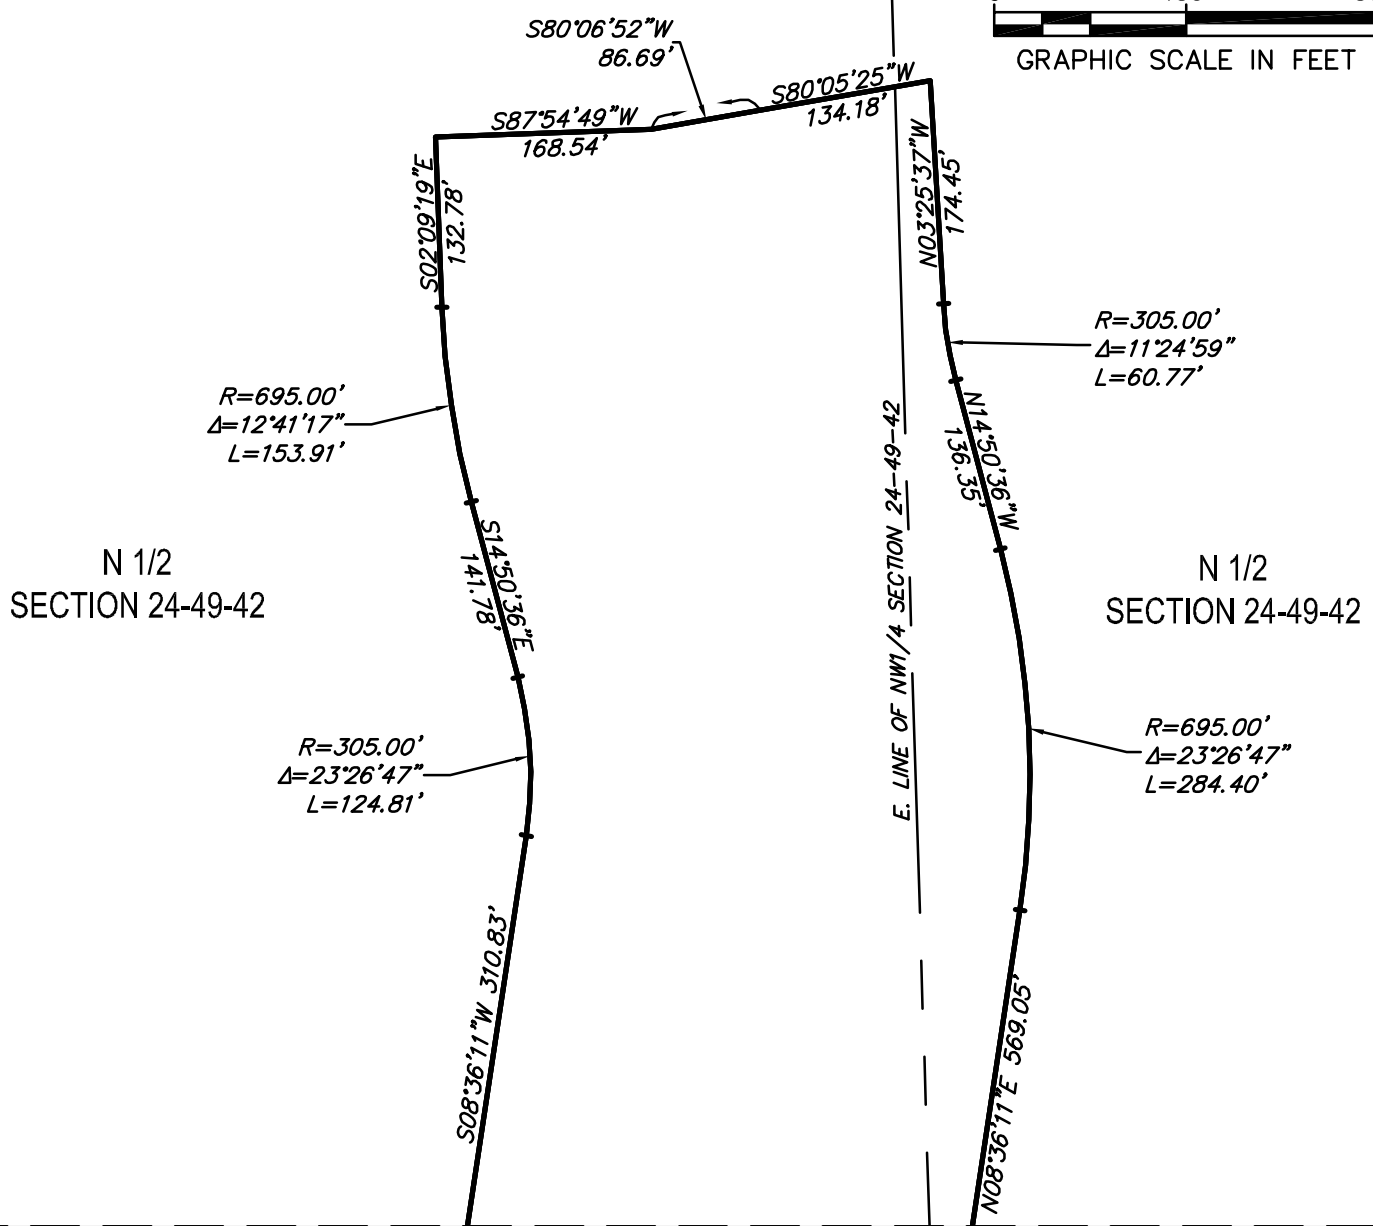 GRAPHIC SCALE IN FEET
S80°06'52"W
86.69'
S80°05'25"W
134.18'
S87°54'49"W
168.54'
S02°09'19"E
132.78'
N03°25'37"W
174.45'
R=305.00'
Δ=11°24'59"
L=60.77'
R=695.00'
Δ=12°41'17"
L=153.91'
N14°50'36"W
136.35'
E. LINE OF NW1/4 SECTION 24-49-42
S14°50'36"E
141.78'
N 1/2
SECTION 24-49-42
N 1/2
SECTION 24-49-42
R=305.00'
Δ=23°26'47"
L=124.81'
R=695.00'
Δ=23°26'47"
L=284.40'
S08°36'11"W 310.83'
N08°36'11"E 569.05'